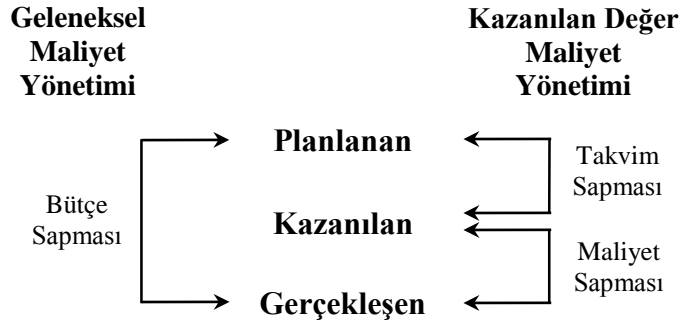 Geleneksel
Maliyet
Yönetimi
Kazanılan Değer
Maliyet
Yönetimi
Planlanan
Takvim
Sapması
Bütçe
Sapması
Kazanılan
Maliyet
Sapması
Gerçekleşen